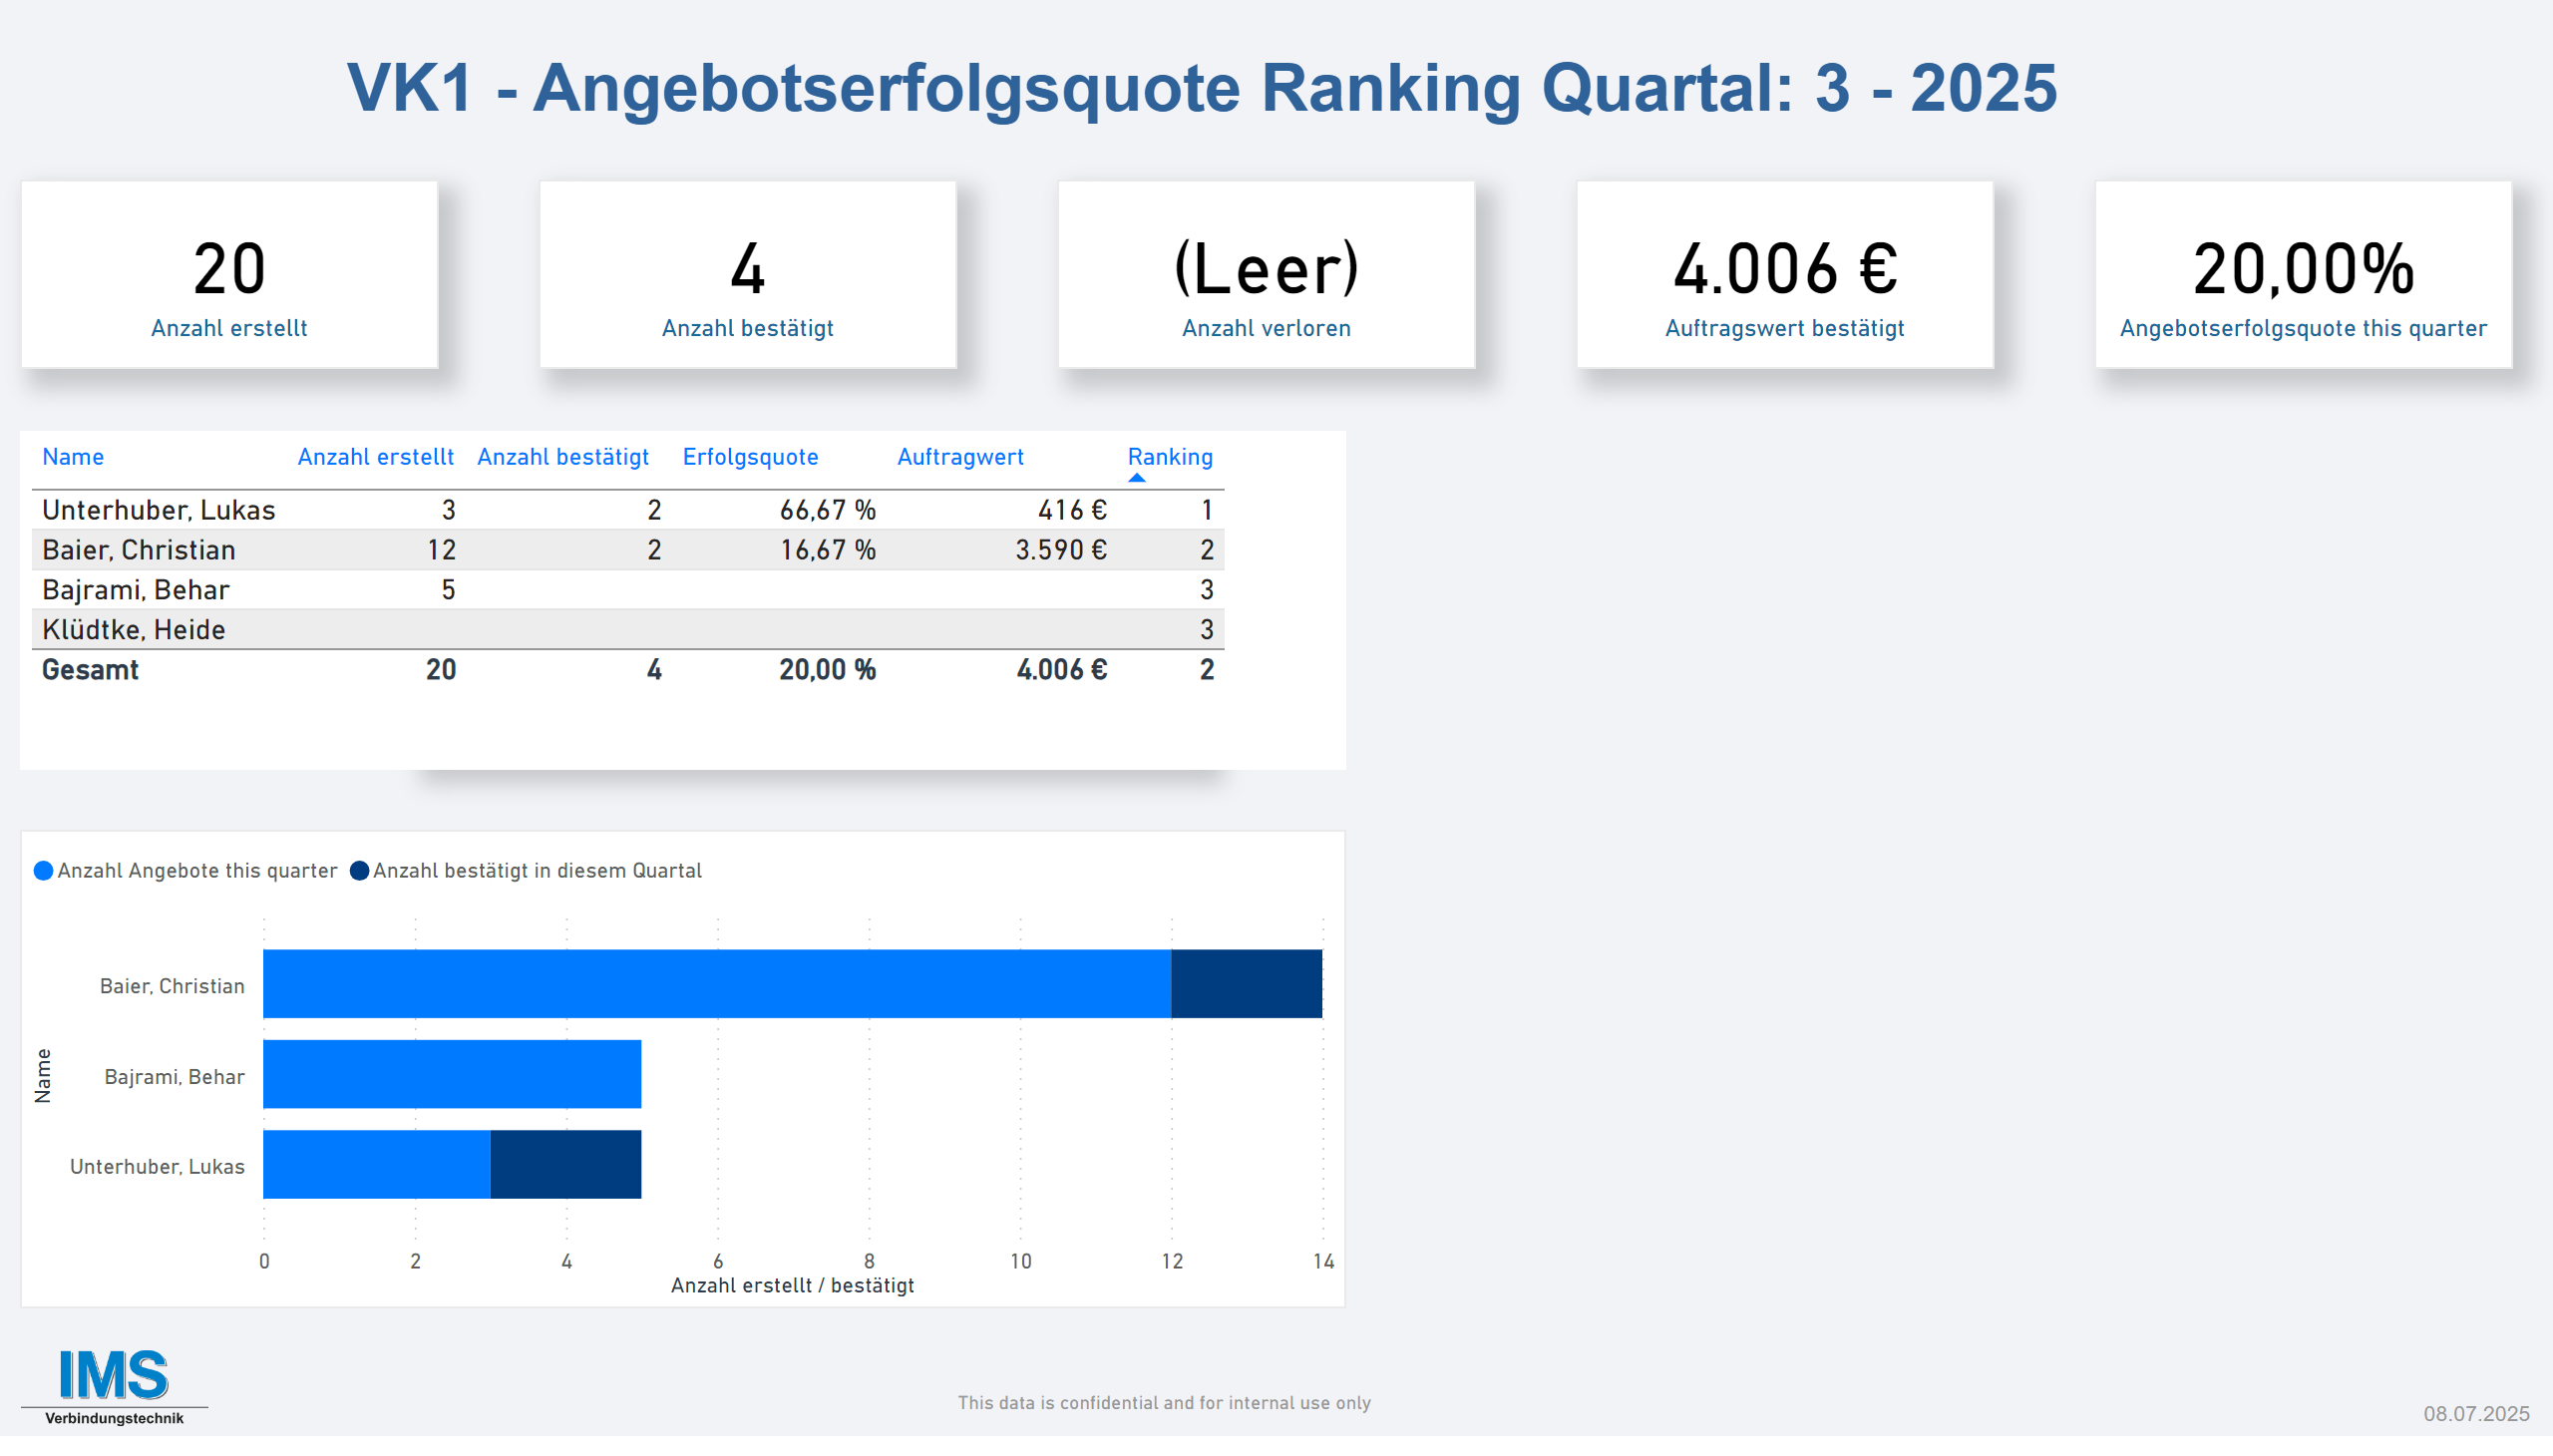 VK1 - Angebotserfolgsquote Ranking Quartal: 3 - 2025
20
Anzahl erstellt
4
Anzahl bestätigt
(Leer)
Anzahl verloren
4.006 €
Auftragswert bestätigt
20,00%
Angebotserfolgsquote this quarter
Name Anzahl erstellt Anzahl bestätigt Erfolgsquote Auftragwert Ranking
Unterhuber, Lukas 3 2 66,67 % 416 € 1
Baier, Christian 12 2 16,67 % 3.590 € 2
Bajrami, Behar 5 3
Klüdtke, Heide 3
Gesamt 20 4 20,00 % 4.006 € 2
Anzahl Angebote this quarter Anzahl bestätigt in diesem Quartal
Name
Baier, Christian
Bajrami, Behar
Unterhuber, Lukas
0 2 4 6 8 10 12 14
Anzahl erstellt / bestätigt
IMS
Verbindungstechnik
This data is confidential and for internal use only
08.07.2025